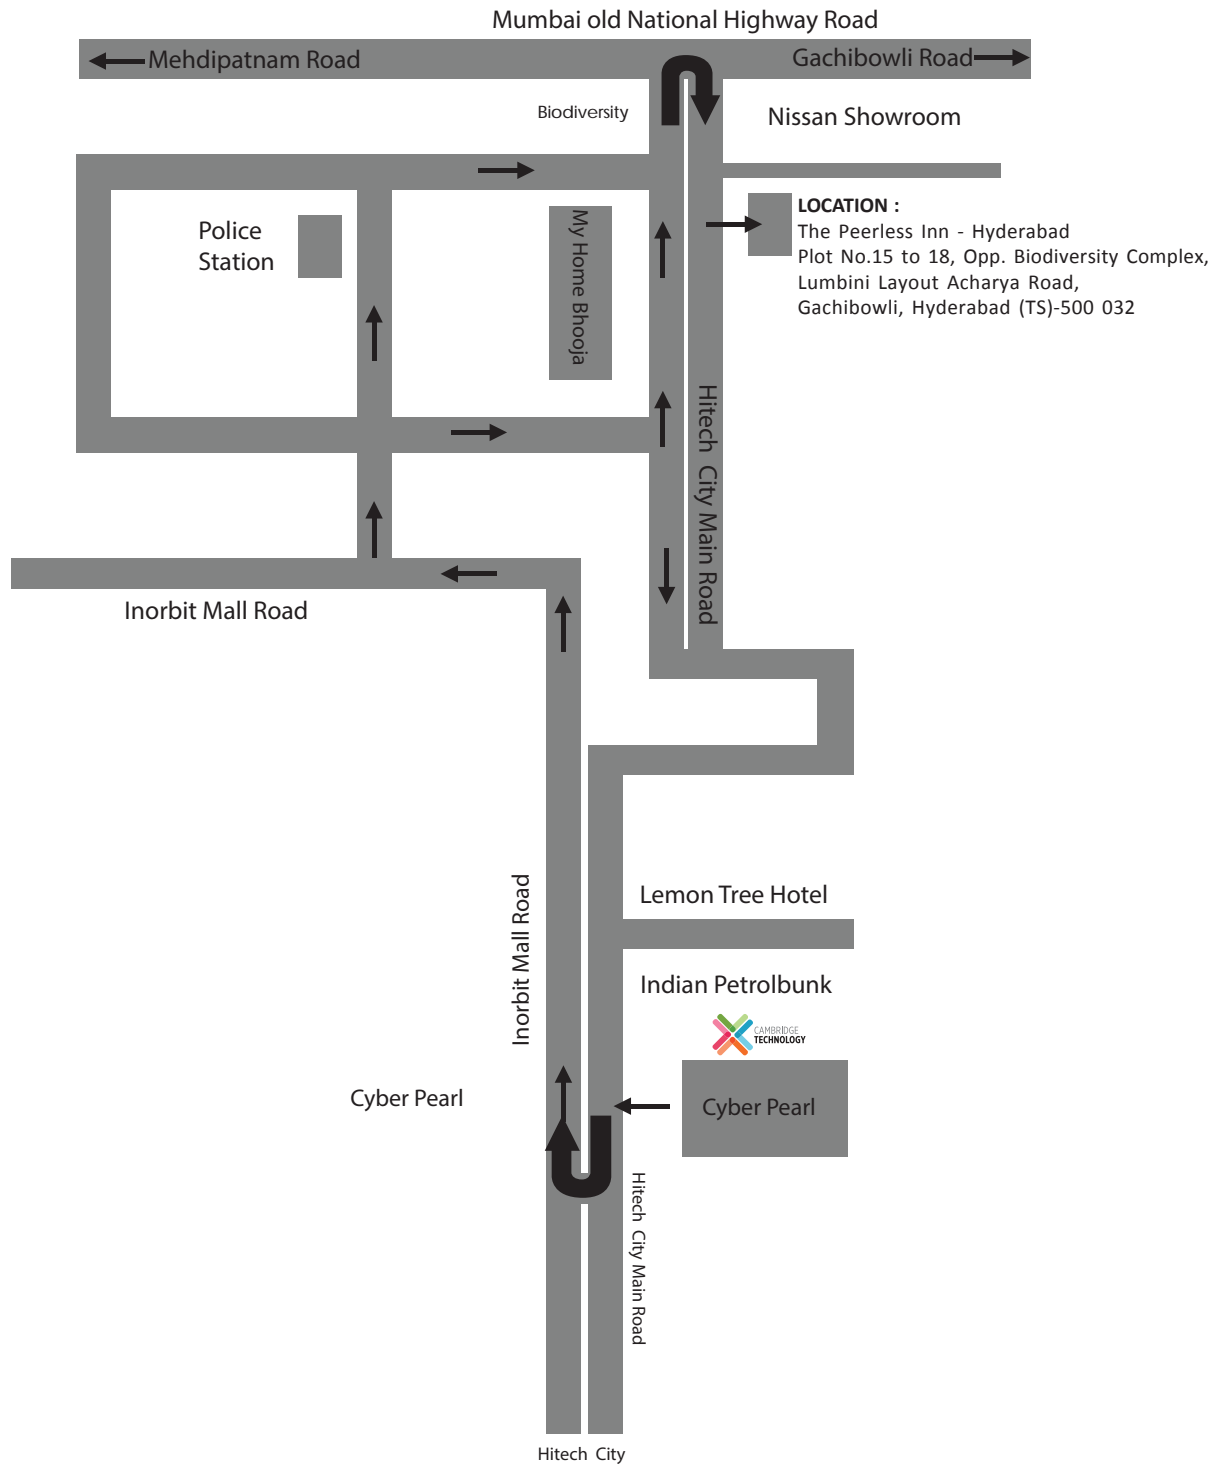 Mumbai old National Highway Road
Mehdipatnam Road
Gachibowli Road
Biodiversity
Nissan Showroom
LOCATION :
The Peerless Inn - Hyderabad
Plot No.15 to 18, Opp. Biodiversity Complex,
Lumbini Layout Acharya Road,
Gachibowli, Hyderabad (TS)-500 032
Police
Station
My Home Bhooja
Hitech City Main Road
Inorbit Mall Road
Lemon Tree Hotel
Inorbit Mall Road
Indian Petrolbunk
CAMBRIDGE
TECHNOLOGY
Cyber Pearl
Cyber Pearl
Hitech City Main Road
Hitech City